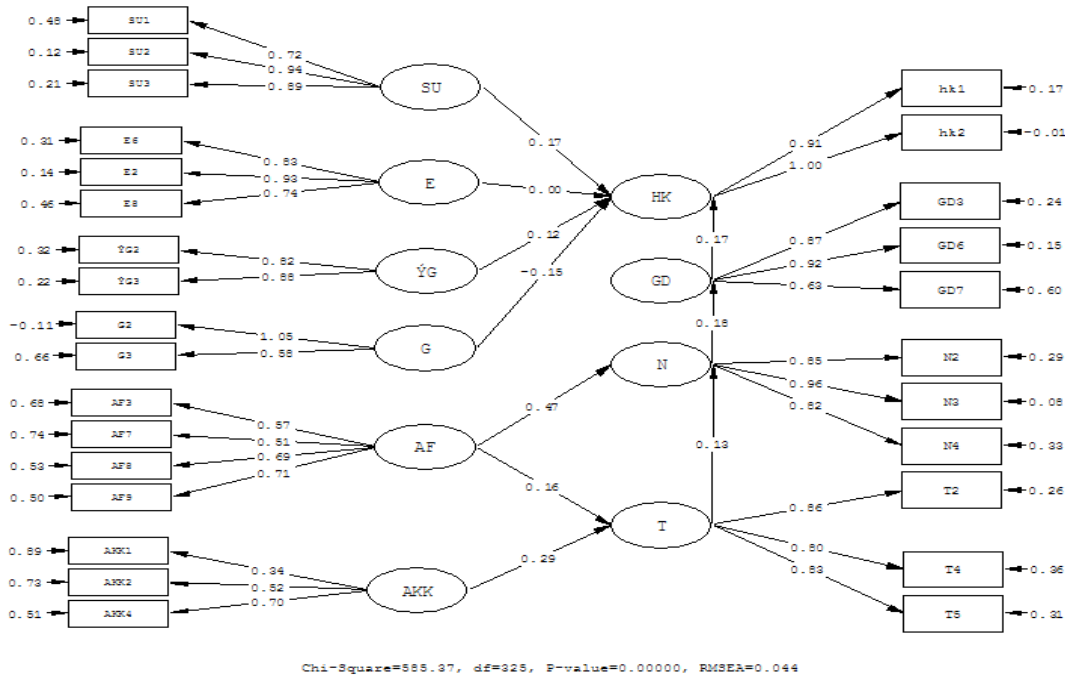 0.48 SU1
0.12 SU2
0.21 SU3
0.72
0.94
0.89
SU
0.31 E6
0.14 E2
0.46 E8
0.83
0.93
0.74
E
0.32 ÝG2
0.22 ÝG3
0.82
0.88
ÝG
-0.11 G2
0.66 G3
1.05
0.58
G
0.68 AF3
0.74 AF7
0.53 AF8
0.50 AF9
0.57
0.51
0.69
0.71
AF
0.89 AKK1
0.73 AKK2
0.51 AKK4
0.34
0.52
0.70
AKK
0.17
0.00
0.12
-0.15
0.47
0.16
0.29
HK
0.17
GD
0.18
N
0.13
T
0.91
1.00
hk1 0.17
hk2 -0.01
0.87
0.92
0.63
GD3 0.24
GD6 0.15
GD7 0.60
0.85
0.96
0.82
N2 0.29
N3 0.08
N4 0.33
0.86
0.80
0.83
T2 0.26
T4 0.36
T5 0.31
Chi-Square=585.37, df=325, P-value=0.00000, RMSEA=0.044